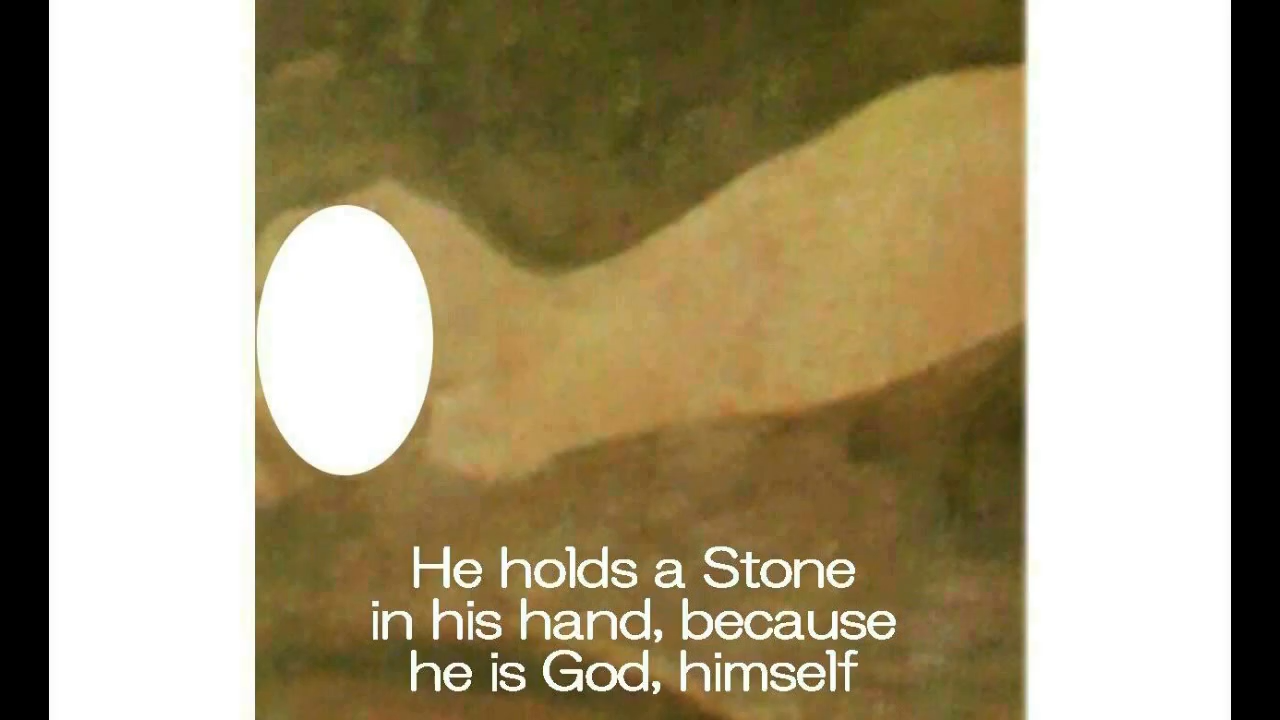 He holds a Stone
in his hand, because
he is God, himself